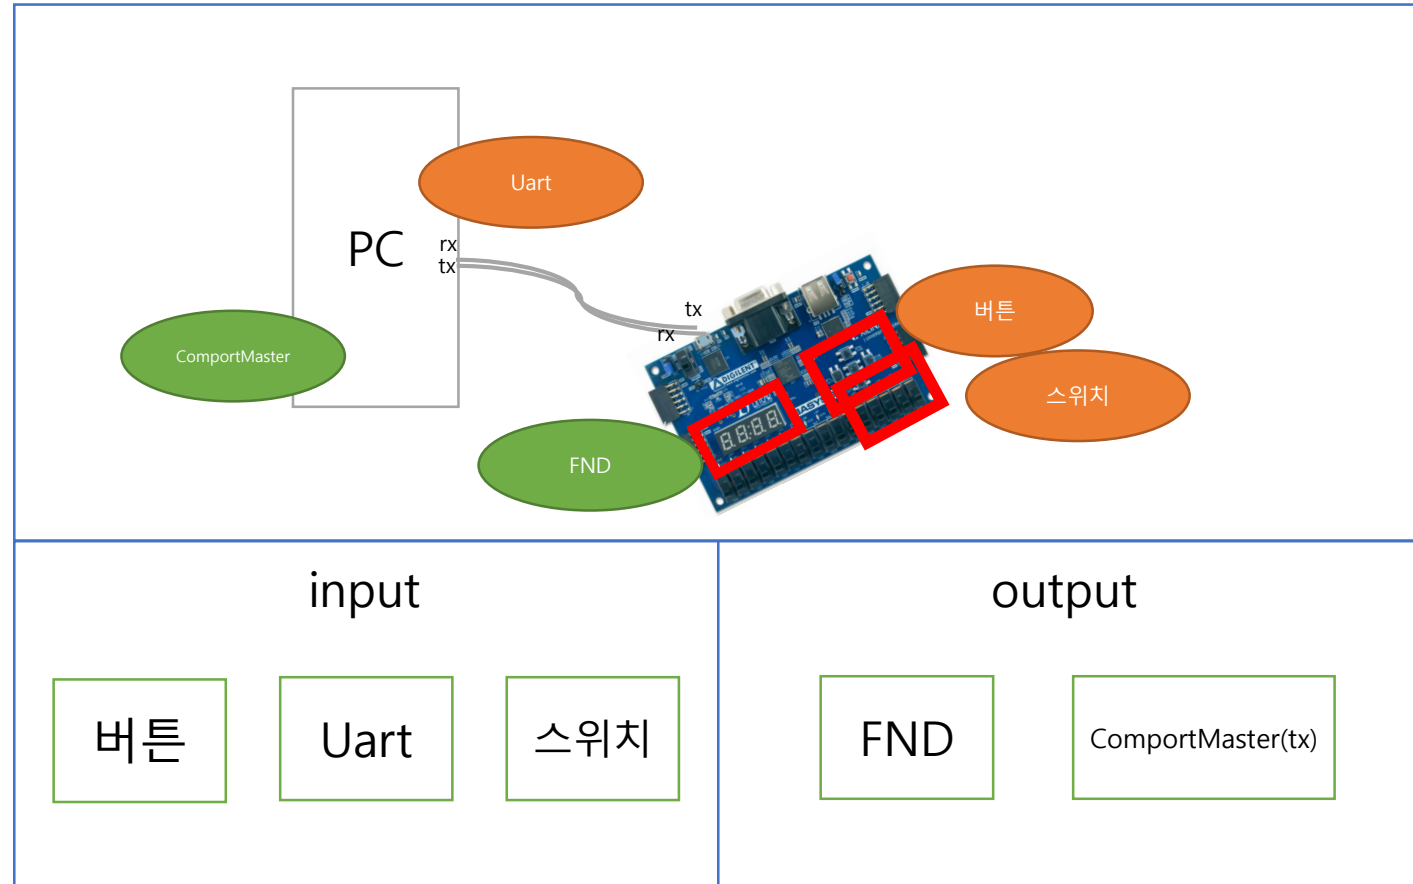 Uart
PC
rx
tx
tx
rx
버튼
ComportMaster
스위치
DIGILENT
FND
input
output
버튼
Uart
스위치
FND
ComportMaster(tx)